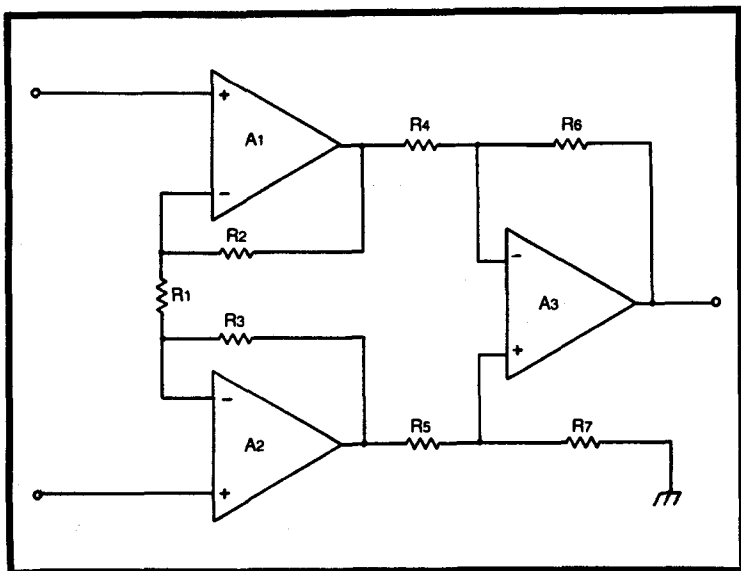 +
A1
−
R4
R6
R2
R1
R3
−
A3
+
−
A2
+
R5
R7